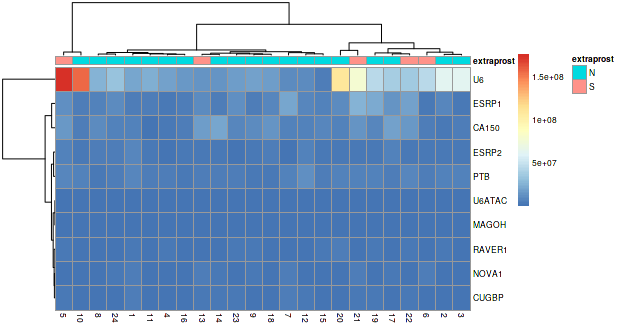 extraprost
extraprost
U6
N
S
1.5e+08
ESRP1
CA150
1e+08
ESRP2
5e+07
PTB
U6ATAC
MAGOH
RAVER1
NOVA1
CUGBP
5 10 8 24 1 11 4 16 13 14 23 9 18 7 12 15 20 21 19 17 22 6 2 3